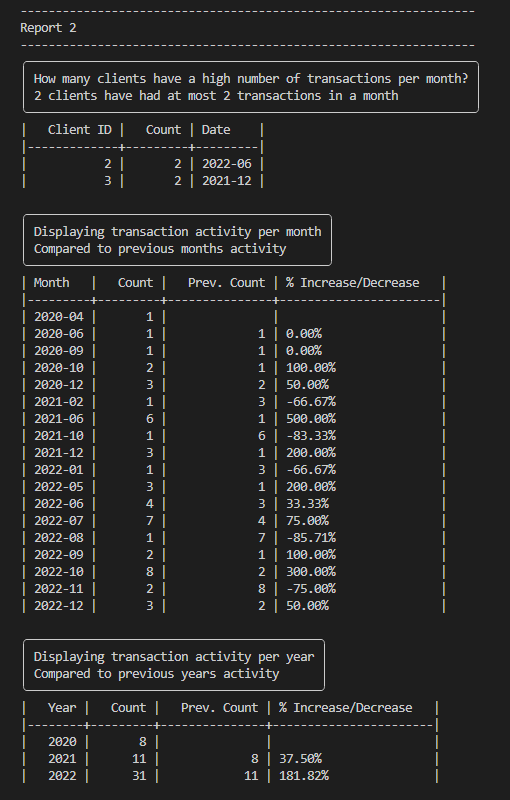 -----------------------------------------------------------------
Report 2
-----------------------------------------------------------------
How many clients have a high number of transactions per month?
2 clients have had at most 2 transactions in a month
|   Client ID |   Count | Date    |
|-------------+---------+---------|
|           2 |       2 | 2022-06 |
|           3 |       2 | 2021-12 |
Displaying transaction activity per month
Compared to previous months activity
| Month   |   Count |   Prev. Count | % Increase/Decrease   |
|---------+---------+---------------+-----------------------|
| 2020-04 |       1 |               |                       |
| 2020-06 |       1 |             1 | 0.00%                 |
| 2020-09 |       1 |             1 | 0.00%                 |
| 2020-10 |       2 |             1 | 100.00%               |
| 2020-12 |       3 |             2 | 50.00%                |
| 2021-02 |       1 |             3 | -66.67%               |
| 2021-06 |       6 |             1 | 500.00%               |
| 2021-10 |       1 |             6 | -83.33%               |
| 2021-12 |       3 |             1 | 200.00%               |
| 2022-01 |       1 |             3 | -66.67%               |
| 2022-05 |       3 |             1 | 200.00%               |
| 2022-06 |       4 |             3 | 33.33%                |
| 2022-07 |       7 |             4 | 75.00%                |
| 2022-08 |       1 |             7 | -85.71%               |
| 2022-09 |       2 |             1 | 100.00%               |
| 2022-10 |       8 |             2 | 300.00%               |
| 2022-11 |       2 |             8 | -75.00%               |
| 2022-12 |       3 |             2 | 50.00%                |
Displaying transaction activity per year
Compared to previous years activity
|   Year |   Count |   Prev. Count | % Increase/Decrease   |
|--------+---------+---------------+-----------------------|
|   2020 |       8 |               |                       |
|   2021 |      11 |             8 | 37.50%                |
|   2022 |      31 |            11 | 181.82%               |